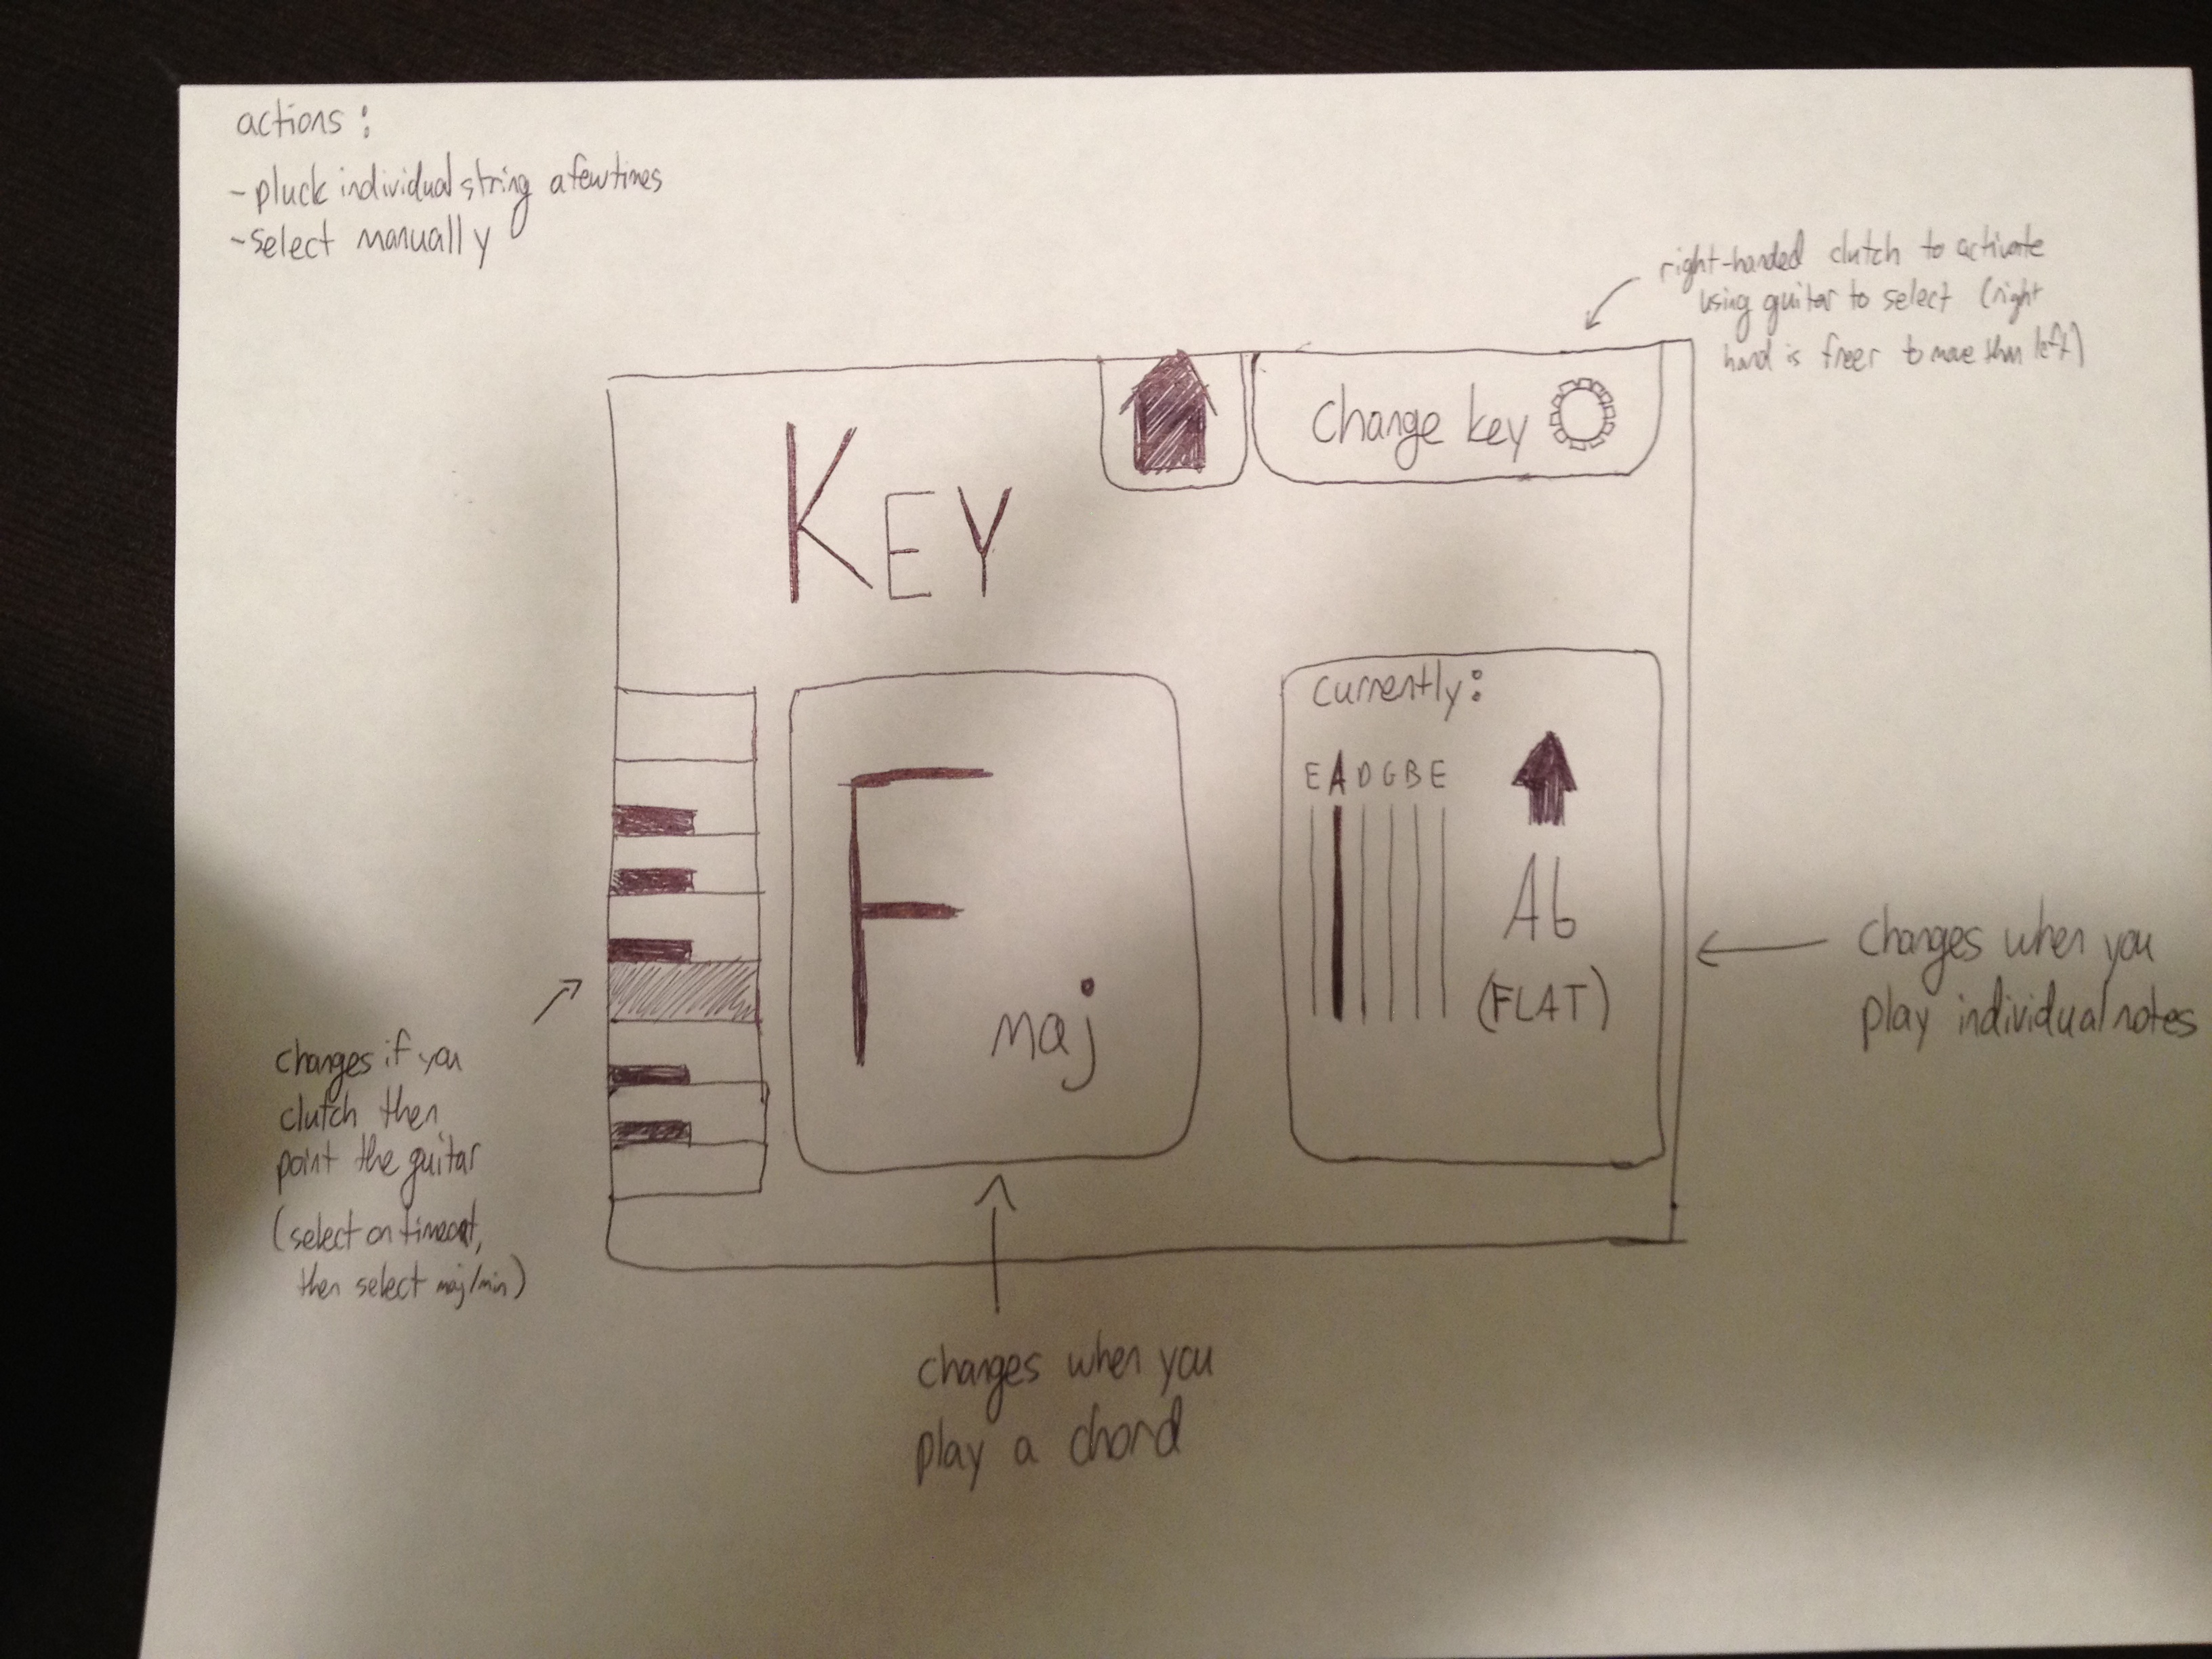 actions:
- pluck individual string a few times
- select manually
right-handed clutch to activate
using guitar to select (right
hand is freer to move than left)
KEY
change key
F
maj
currently:
E A D G B E
Ab
(FLAT)
changes if you
clutch then
point the guitar
(select on
then select maj/min)
changes when you
play a chord
changes when you
play individual notes